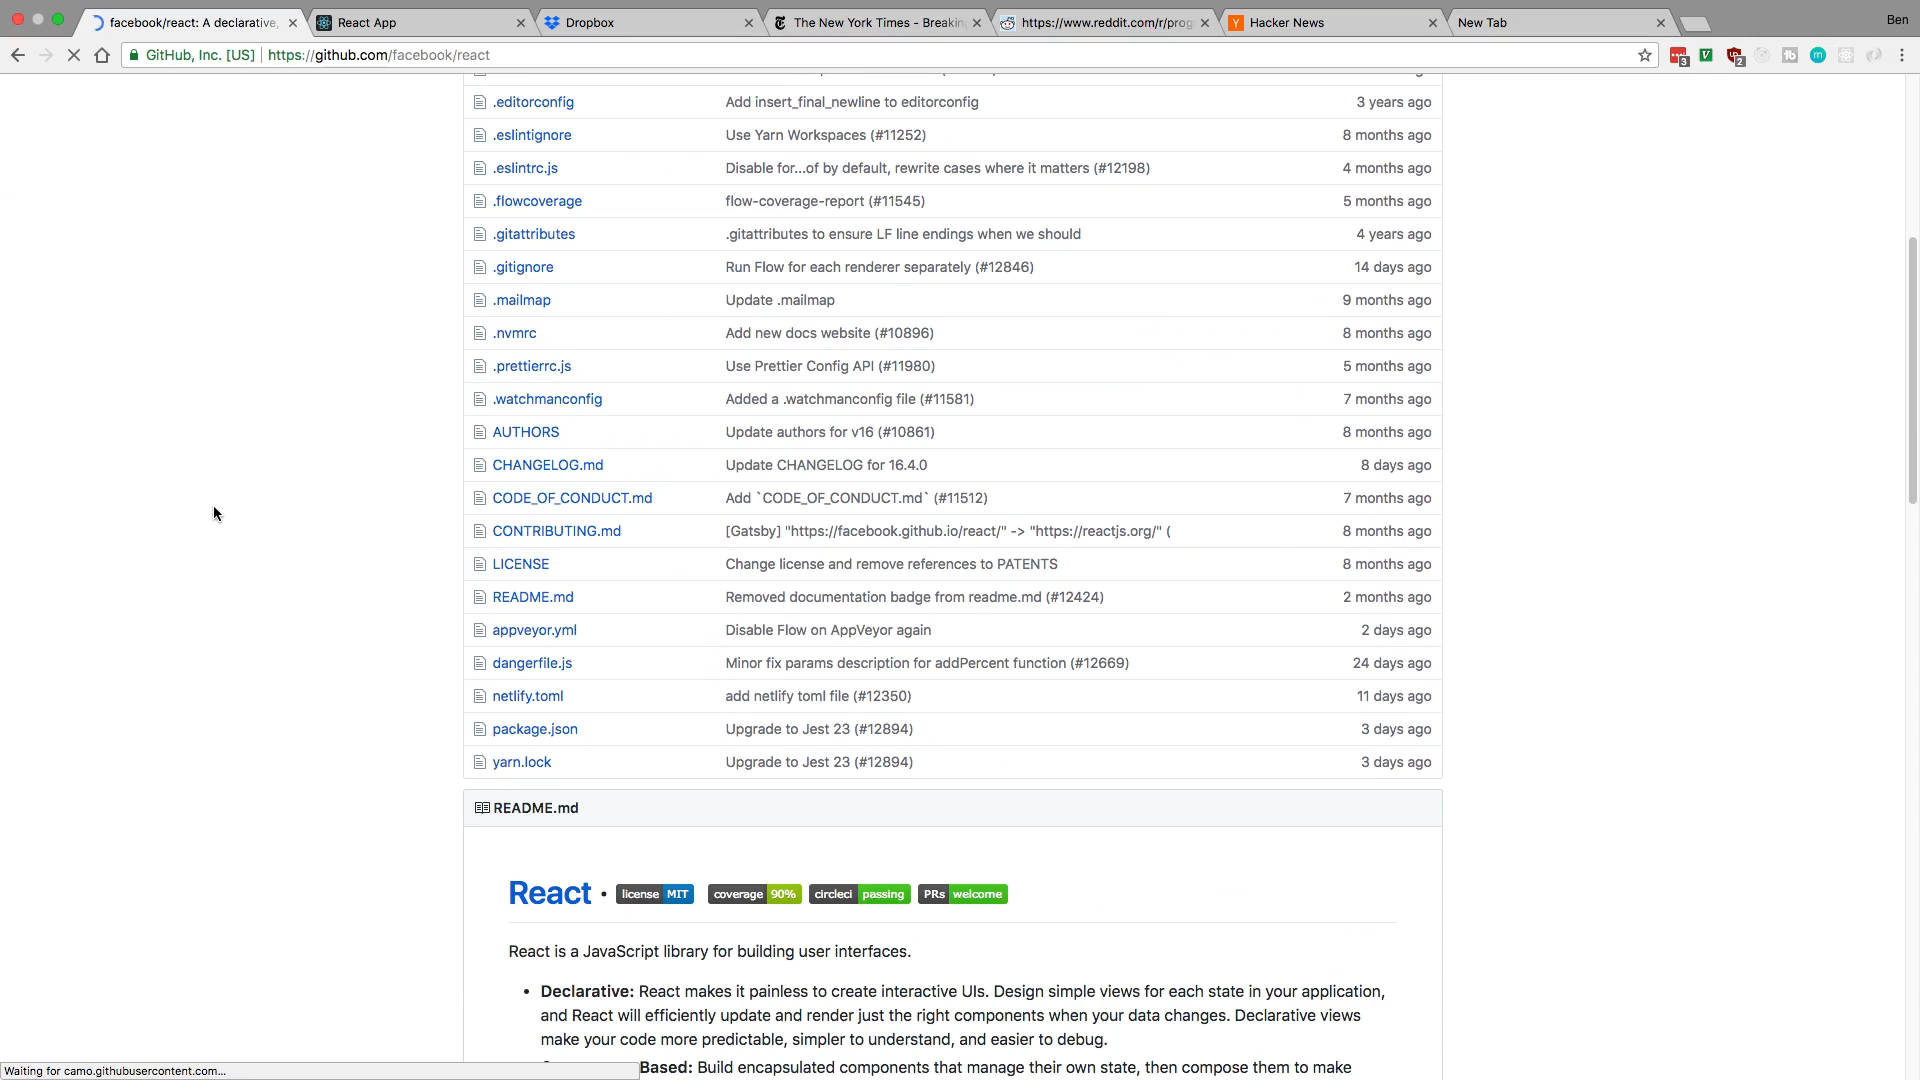 facebook/react: A declarative,
React App
Dropbox
The New York Times - Breakin
https://www.reddit.com/r/prog
Hacker News
New Tab
Ben
GitHub, Inc. [US] https://github.com/facebook/react
3
2
.editorconfig Add insert_final_newline to editorconfig 3 years ago
.eslintignore Use Yarn Workspaces (#11252) 8 months ago
.eslintrc.js Disable for...of by default, rewrite cases where it matters (#12198) 4 months ago
.flowcoverage flow-coverage-report (#11545) 5 months ago
.gitattributes .gitattributes to ensure LF line endings when we should 4 years ago
.gitignore Run Flow for each renderer separately (#12846) 14 days ago
.mailmap Update .mailmap 9 months ago
.nvmrc Add new docs website (#10896) 8 months ago
.prettierrc.js Use Prettier Config API (#11980) 5 months ago
.watchmanconfig Added a .watchmanconfig file (#11581) 7 months ago
AUTHORS Update authors for v16 (#10861) 8 months ago
CHANGELOG.md Update CHANGELOG for 16.4.0 8 days ago
CODE_OF_CONDUCT.md Add `CODE_OF_CONDUCT.md` (#11512) 7 months ago
CONTRIBUTING.md [Gatsby] "https://facebook.github.io/react/" -> "https://reactjs.org/" ( 8 months ago
LICENSE Change license and remove references to PATENTS 8 months ago
README.md Removed documentation badge from readme.md (#12424) 2 months ago
appveyor.yml Disable Flow on AppVeyor again 2 days ago
dangerfile.js Minor fix params description for addPercent function (#12669) 24 days ago
netlify.toml add netlify toml file (#12350) 11 days ago
package.json Upgrade to Jest 23 (#12894) 3 days ago
yarn.lock Upgrade to Jest 23 (#12894) 3 days ago
README.md
React · license MIT coverage 90% circleci passing PRs welcome
React is a JavaScript library for building user interfaces.
• Declarative: React makes it painless to create interactive UIs. Design simple views for each state in your application,
and React will efficiently update and render just the right components when your data changes. Declarative views
make your code more predictable, simpler to understand, and easier to debug.
Based: Build encapsulated components that manage their own state, then compose them to make
Waiting for camo.githubusercontent.com...